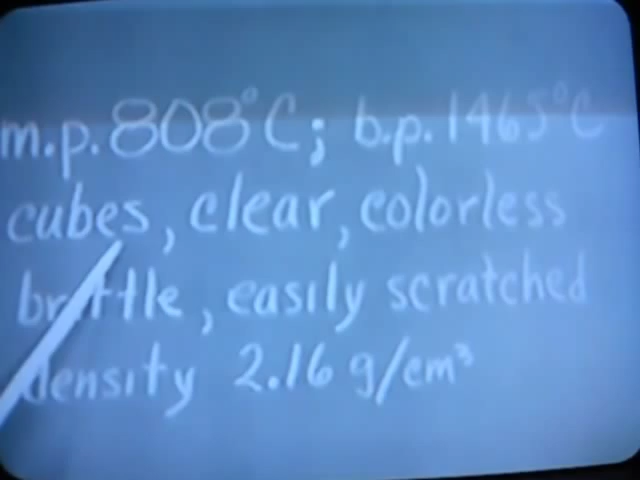 m.p. 808°C; b.p. 1465°C
cubes, clear, colorless
brittle, easily scratched
density 2.16 g/cm³